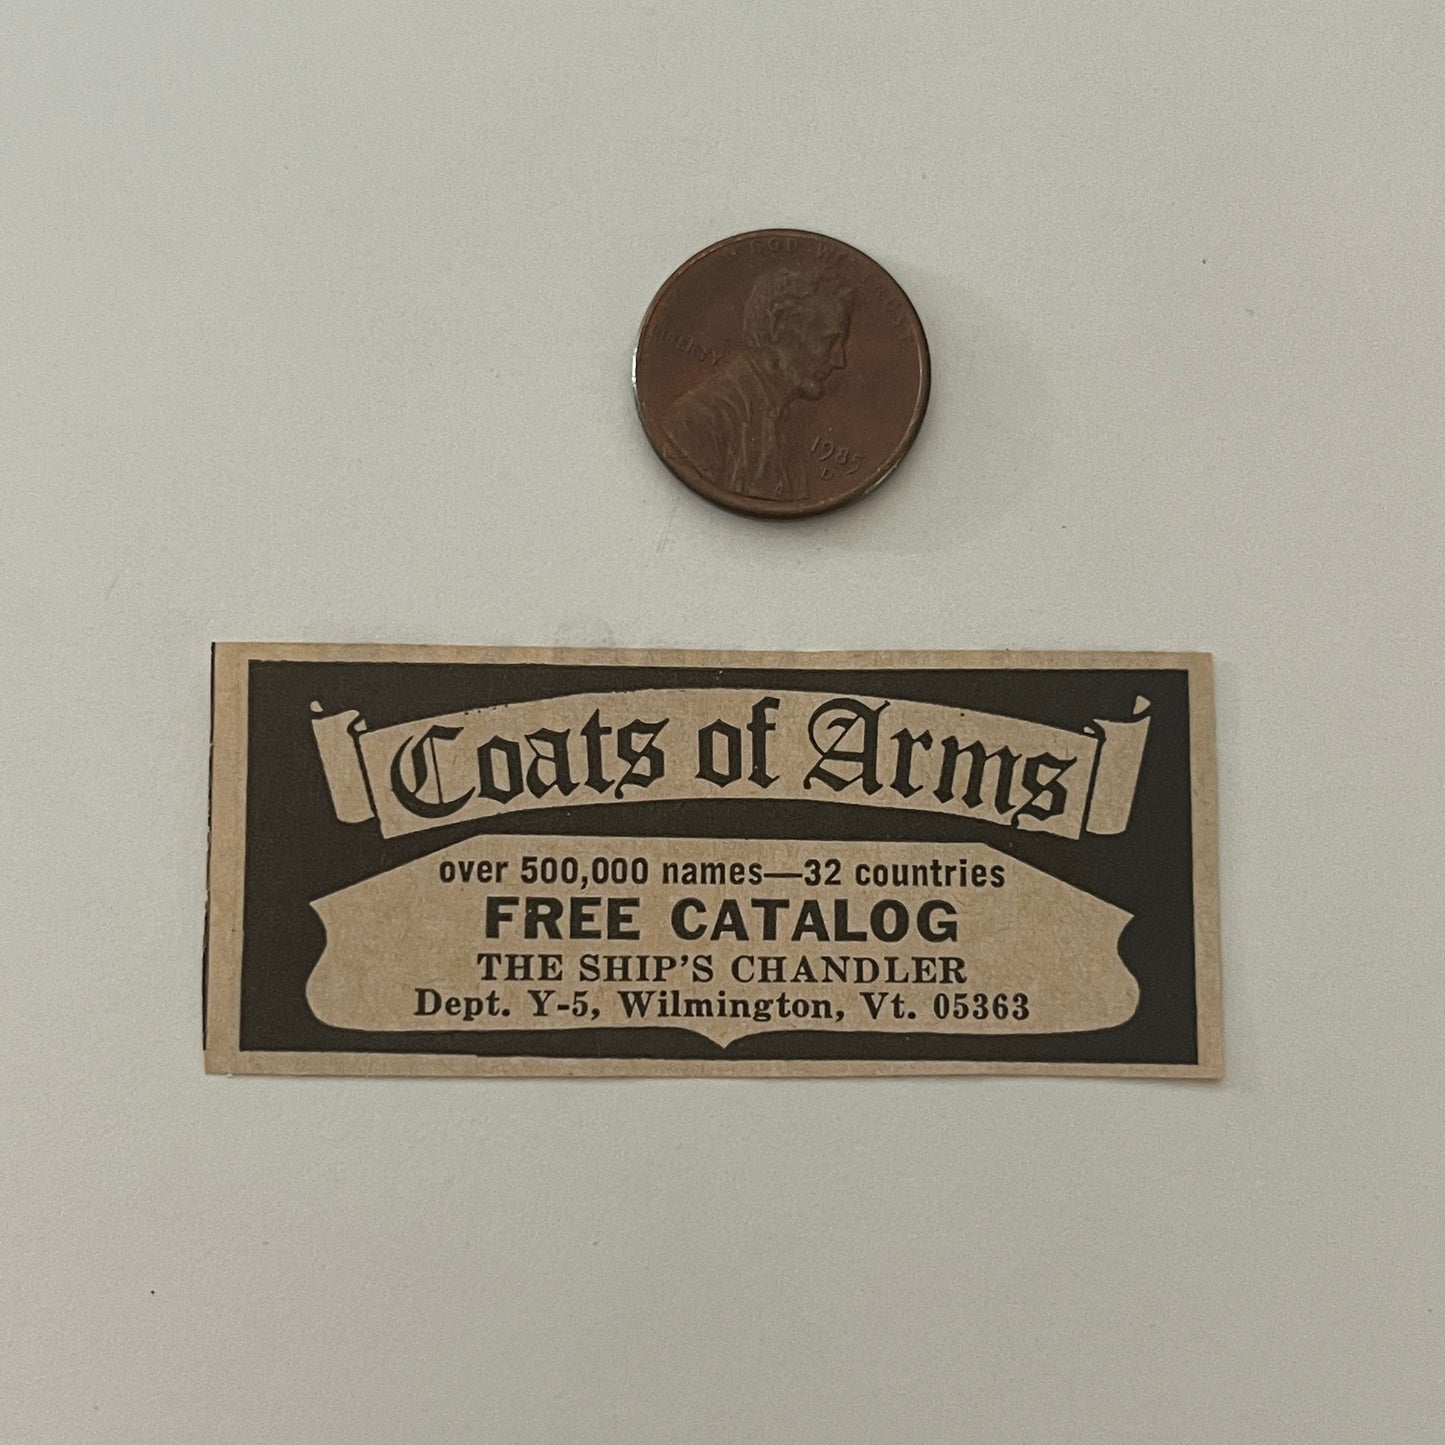 GOD WE TRUST
LIBERTY
1985
D
Coats of Arms
over 500,000 names—32 countries
FREE CATALOG
THE SHIP'S CHANDLER
Dept. Y-5, Wilmington, Vt. 05363